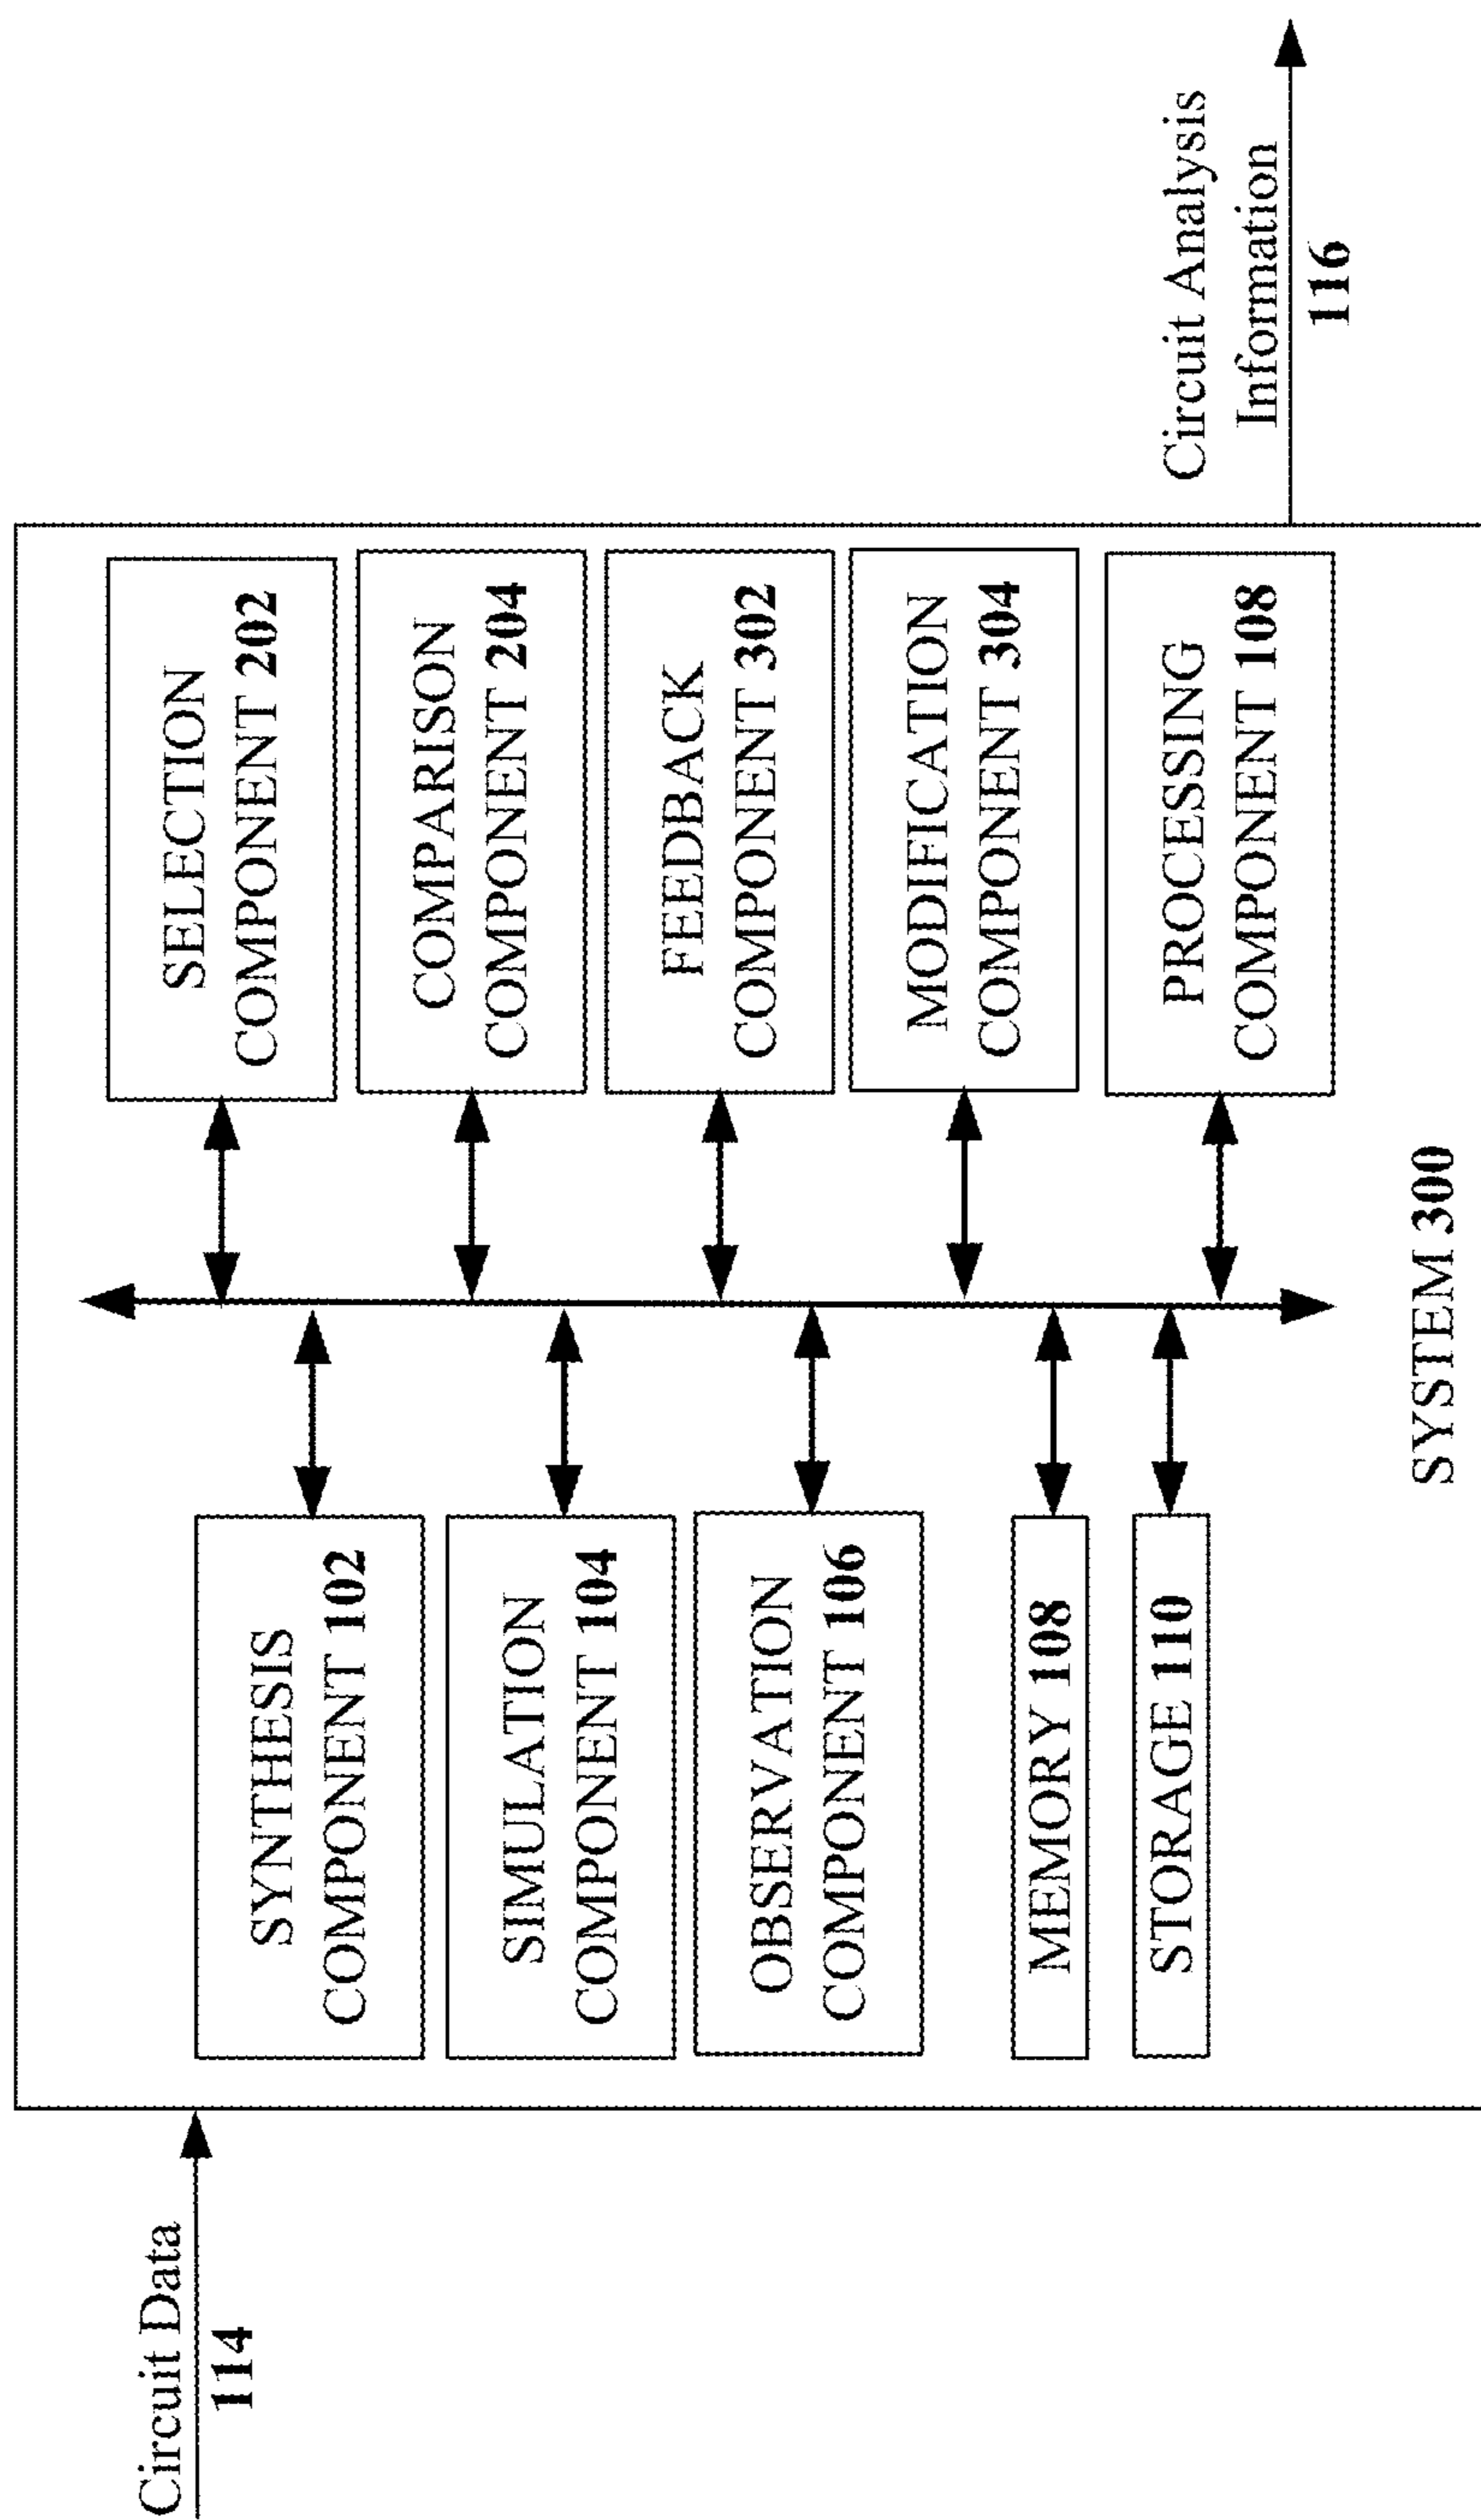 Circuit Data
114
SYNTHESIS
COMPONENT 102
SIMULATION
COMPONENT 104
OBSERVATION
COMPONENT 106
MEMORY 108
STORAGE 110
SELECTION
COMPONENT 202
COMPARISON
COMPONENT 204
FEEDBACK
COMPONENT 302
MODIFICATION
COMPONENT 304
PROCESSING
COMPONENT 108
SYSTEM 300
Circuit Analysis
Information
116